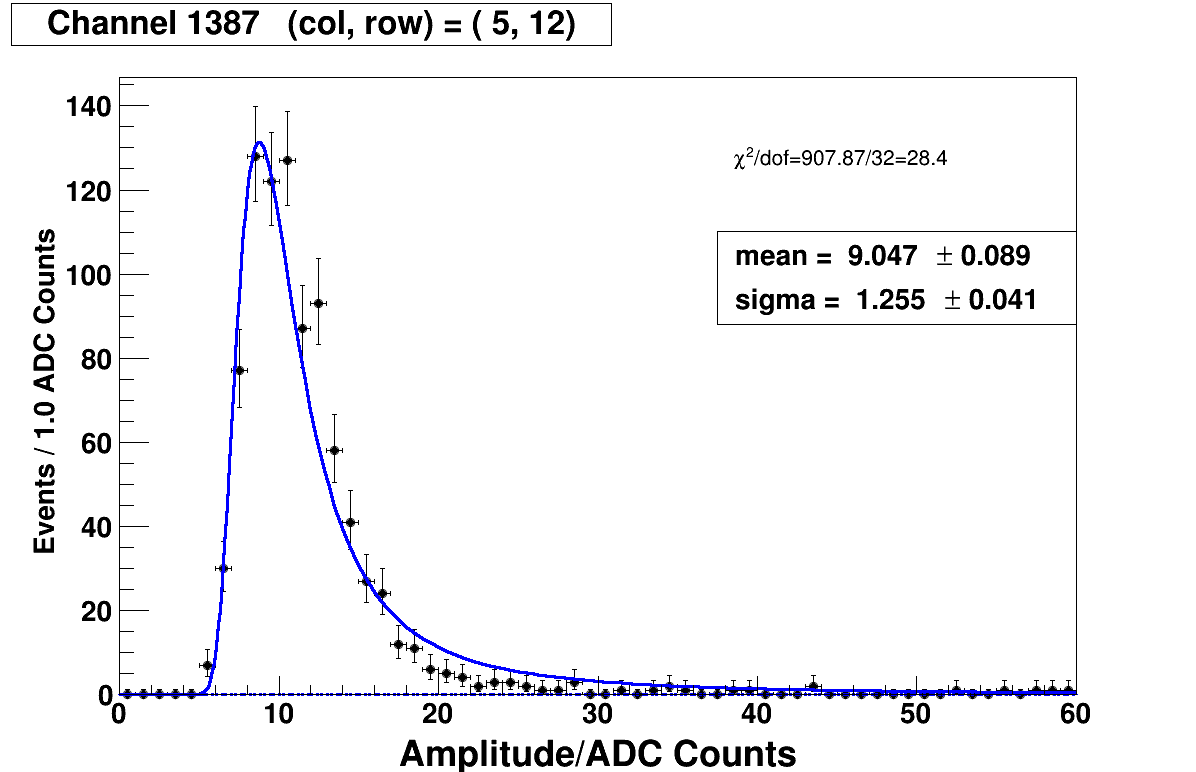 Channel 1387 (col, row) = ( 5, 12)
χ²/dof=907.87/32=28.4
mean = 9.047 ± 0.089
sigma = 1.255 ± 0.041
Events / 1.0 ADC Counts
140
120
100
80
60
40
20
0
0 10 20 30 40 50 60
Amplitude/ADC Counts